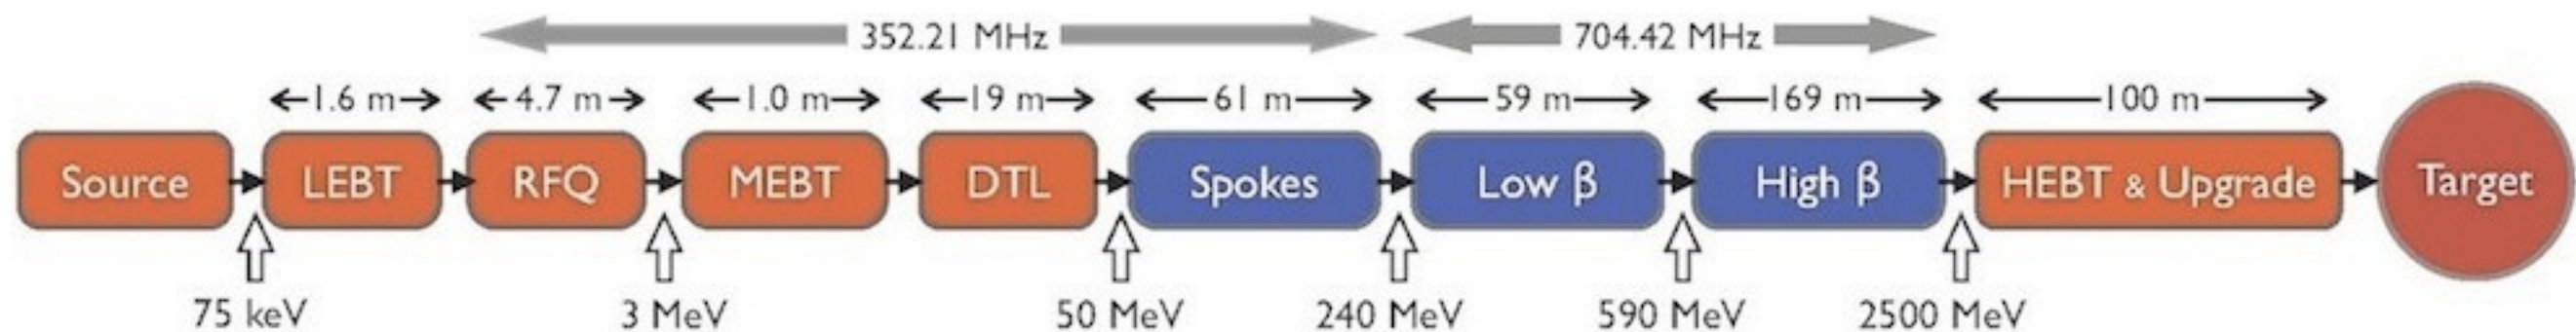 352.21 MHz 704.42 MHz
1.6 m 4.7 m 1.0 m 19 m 61 m 59 m 169 m 100 m
Source LEBT RFQ MEBT DTL Spokes Low β High β HEBT & Upgrade Target
75 keV 3 MeV 50 MeV 240 MeV 590 MeV 2500 MeV